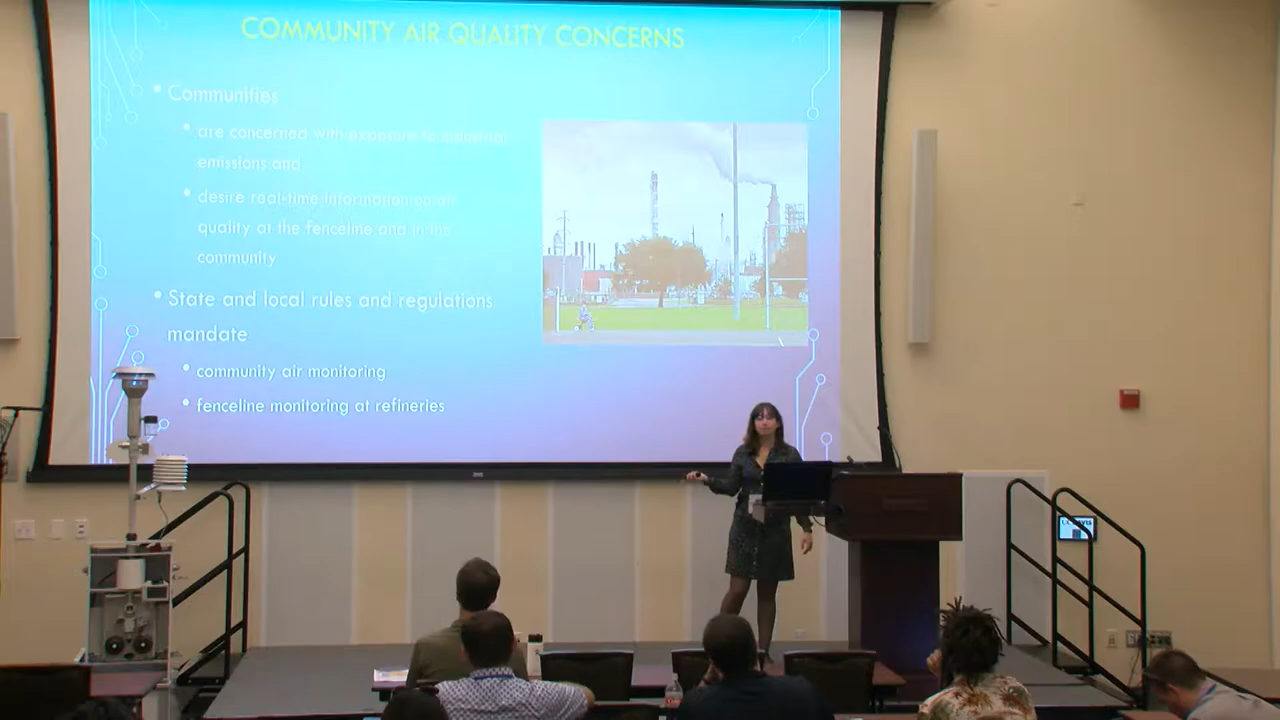 COMMUNITY AIR QUALITY CONCERNS
• Communities
• are concerned with exposure to industrial
emissions and
• desire real-time information on air
quality at the fenceline and in the
community
• State and local rules and regulations
mandate
• community air monitoring
• fenceline monitoring at refineries